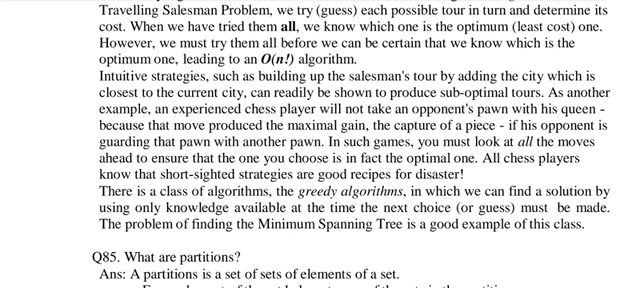 Travelling Salesman Problem, we try (guess) each possible tour in turn and determine its
cost. When we have tried them all, we know which one is the optimum (least cost) one.
However, we must try them all before we can be certain that we know which is the
optimum one, leading to an O(n!) algorithm.
Intuitive strategies, such as building up the salesman's tour by adding the city which is
closest to the current city, can readily be shown to produce sub-optimal tours. As another
example, an experienced chess player will not take an opponent's pawn with his queen -
because that move produced the maximal gain, the capture of a piece - if his opponent is
guarding that pawn with another pawn. In such games, you must look at all the moves
ahead to ensure that the one you choose is in fact the optimal one. All chess players
know that short-sighted strategies are good recipes for disaster!
There is a class of algorithms, the greedy algorithms, in which we can find a solution by
using only knowledge available at the time the next choice (or guess) must be made.
The problem of finding the Minimum Spanning Tree is a good example of this class.
Q85. What are partitions?
Ans: A partitions is a set of sets of elements of a set.